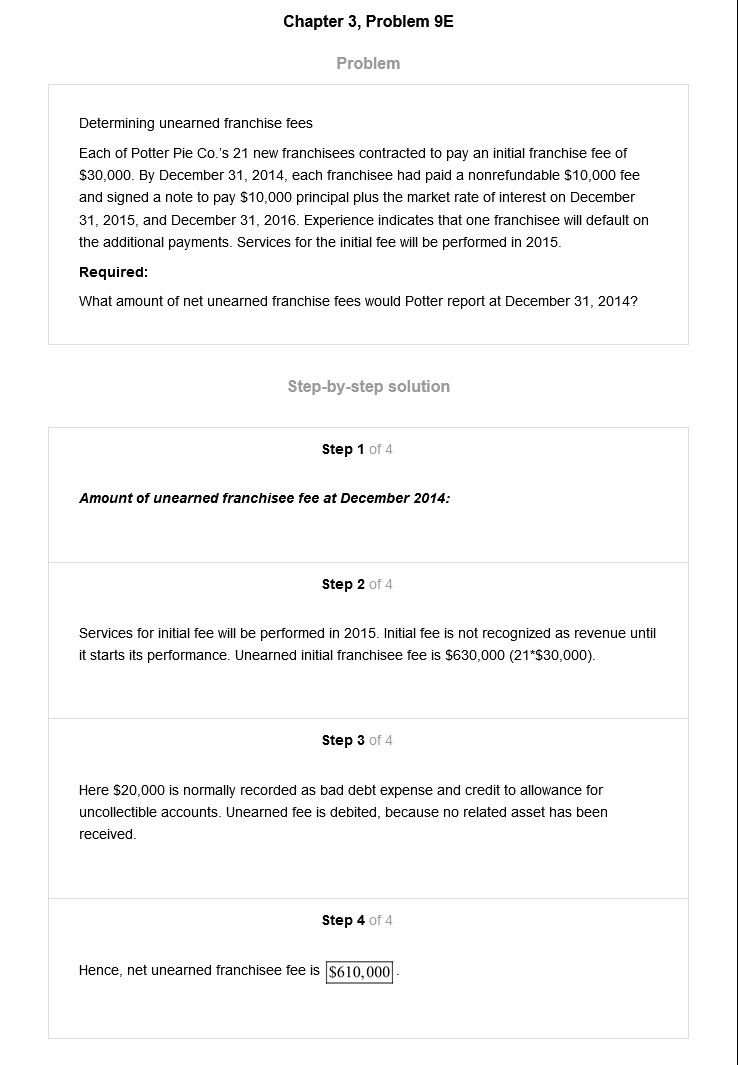 Chapter 3, Problem 9E
Problem
Determining unearned franchise fees
Each of Potter Pie Co.'s 21 new franchisees contracted to pay an initial franchise fee of
$30,000. By December 31, 2014, each franchisee had paid a nonrefundable $10,000 fee
and signed a note to pay $10,000 principal plus the market rate of interest on December
31, 2015, and December 31, 2016. Experience indicates that one franchisee will default on
the additional payments. Services for the initial fee will be performed in 2015.
Required:
What amount of net unearned franchise fees would Potter report at December 31, 2014?
Step-by-step solution
Step 1 of 4
Amount of unearned franchisee fee at December 2014:
Step 2 of 4
Services for initial fee will be performed in 2015. Initial fee is not recognized as revenue until
it starts its performance. Unearned initial franchisee fee is $630,000 (21*$30,000).
Step 3 of 4
Here $20,000 is normally recorded as bad debt expense and credit to allowance for
uncollectible accounts. Unearned fee is debited, because no related asset has been
received.
Step 4 of 4
Hence, net unearned franchisee fee is $610,000.